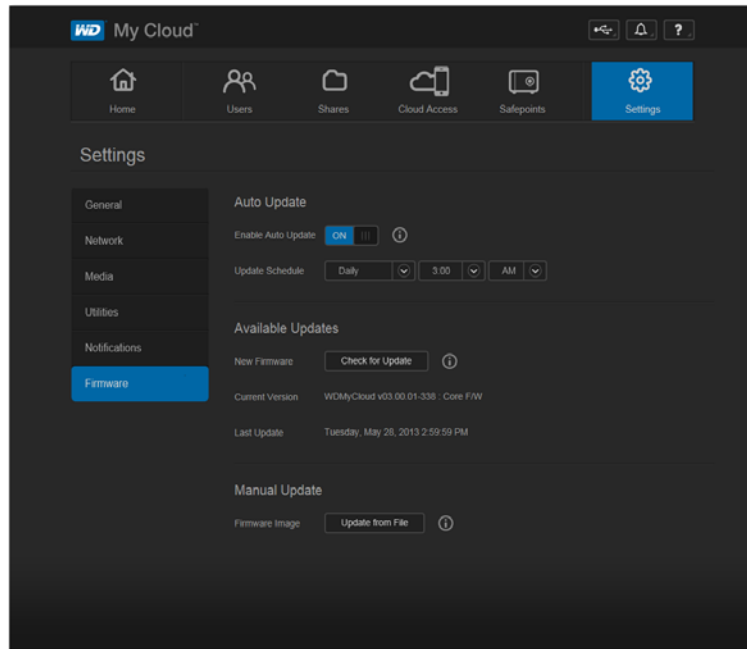 WD My Cloud™
?
Home Users Shares Cloud Access Safepoints Settings
Settings
General
Network
Media
Utilities
Notifications
Firmware
Auto Update
Enable Auto Update ON
Update Schedule Daily 3:00 AM
Available Updates
New Firmware Check for Update
Current Version WDMyCloud v03.00.01-338 : Core F/W
Last Update Tuesday, May 28, 2013 2:59:59 PM
Manual Update
Firmware Image Update from File